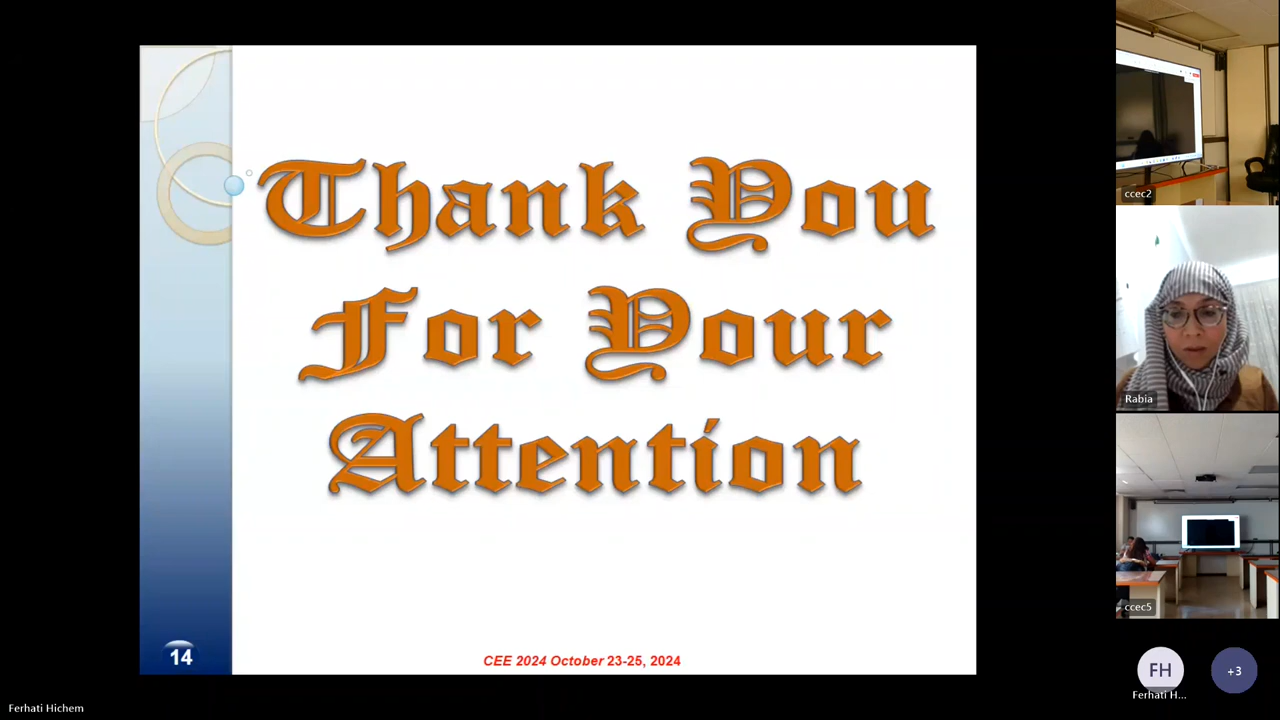 Thank You
For Your
Attention
14
CEE 2024 October 23-25, 2024
ccec2
Rabia
ccec5
FH
+3
Ferhati H...
Ferhati Hichem